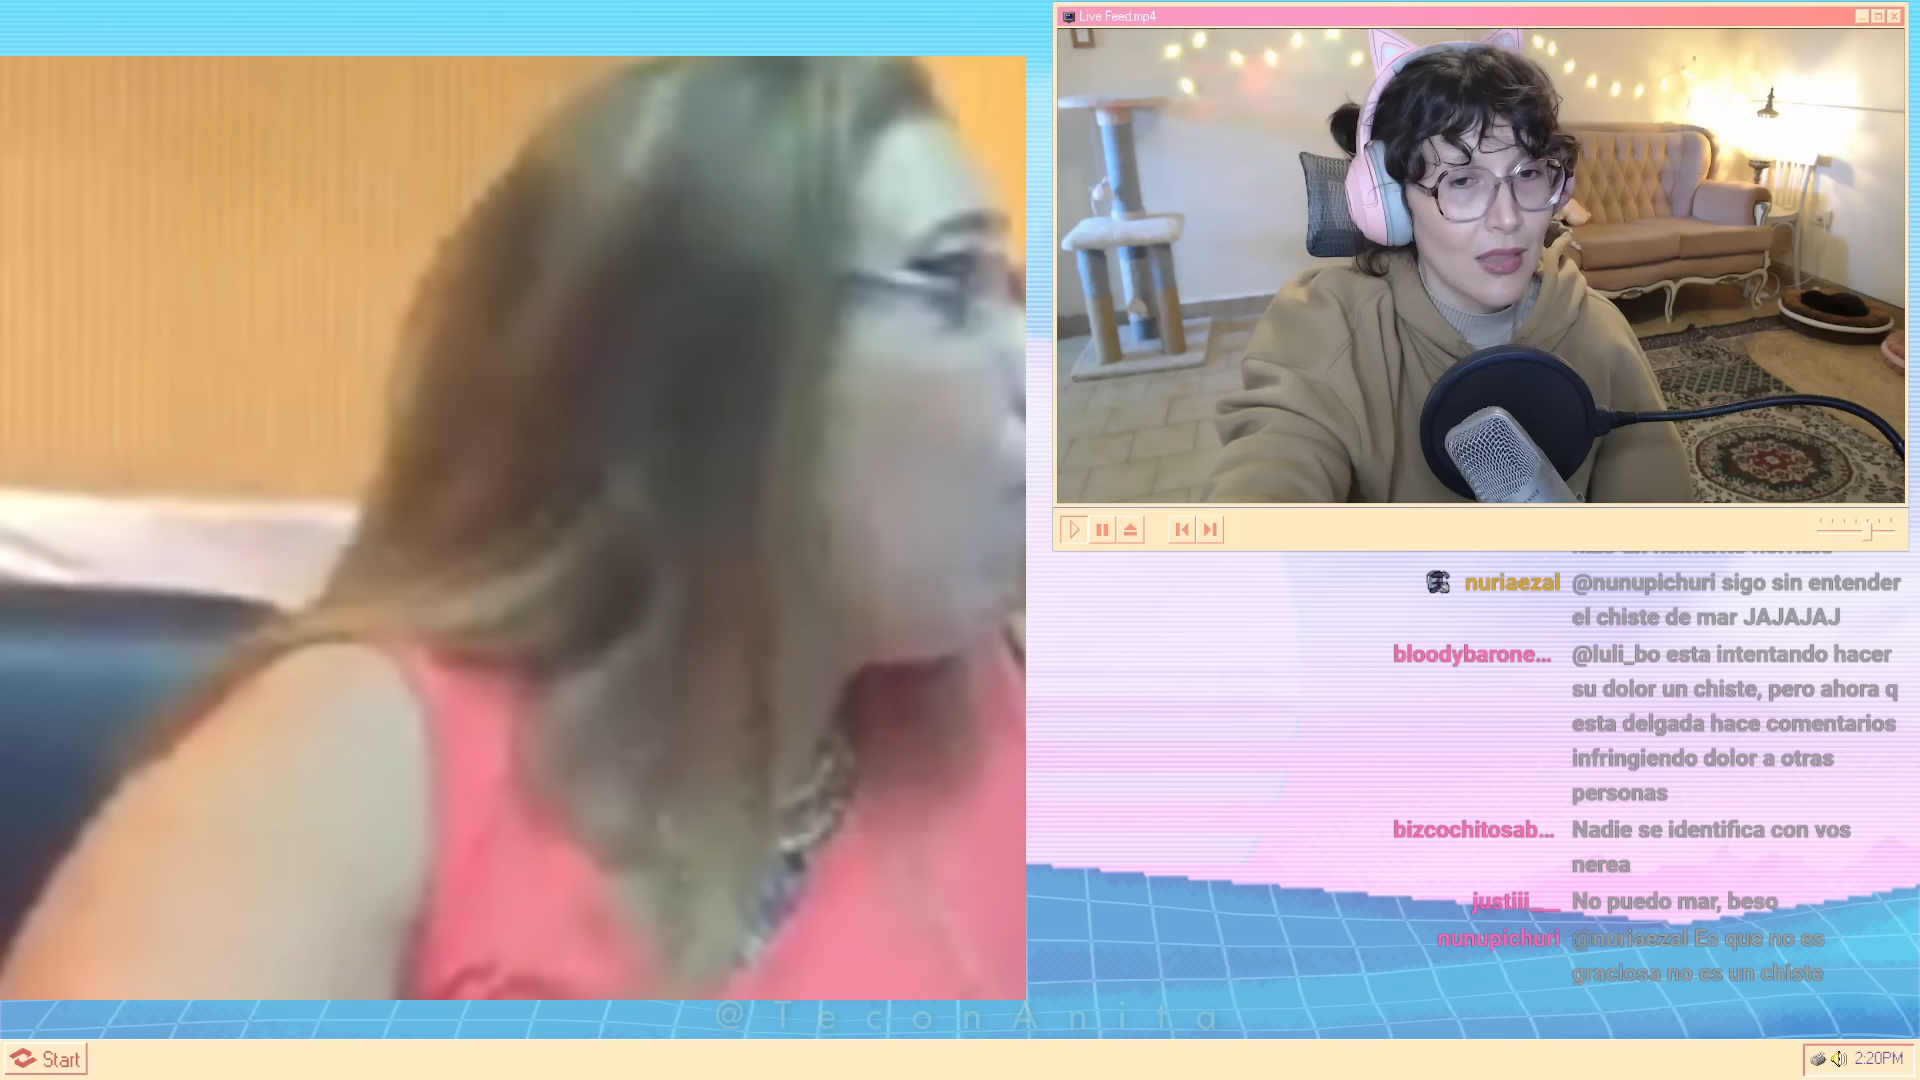 Live Feed.mp4
nuriaezal @nunupichuri sigo sin entender
el chiste de mar JAJAJAJ
bloodybarone... @luli_bo esta intentando hacer
su dolor un chiste, pero ahora q
esta delgada hace comentarios
infringiendo dolor a otras
personas
bizcochitosab... Nadie se identifica con vos
nerea
justiii___ No puedo mar, beso
nunupichuri @nuriaezal Es que no es
graciosa no es un chiste
@TeconAnita
Start
2:20PM